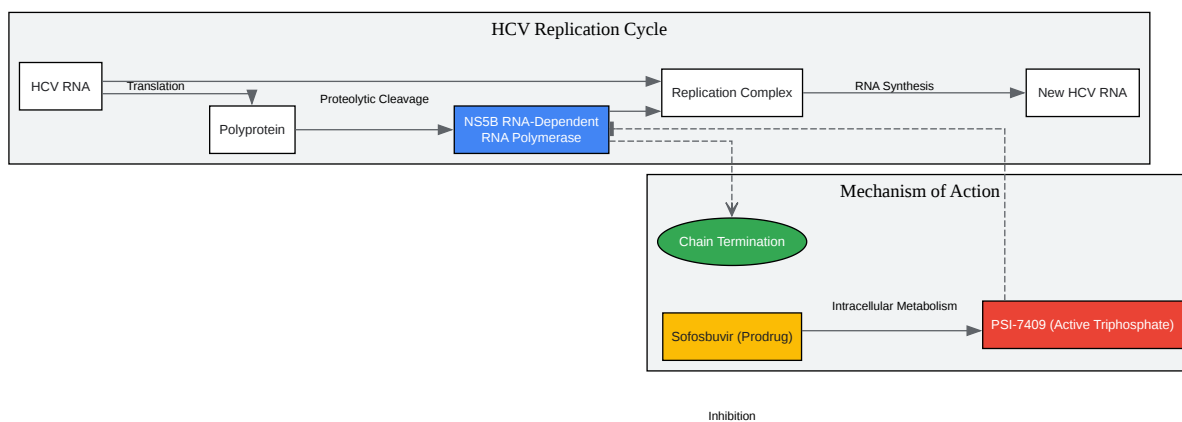 HCV Replication Cycle
HCV RNA
Translation
Polyprotein
Proteolytic Cleavage
NS5B RNA-Dependent
RNA Polymerase
Replication Complex
RNA Synthesis
New HCV RNA
Mechanism of Action
Chain Termination
Sofosbuvir (Prodrug)
Intracellular Metabolism
PSI-7409 (Active Triphosphate)
Inhibition